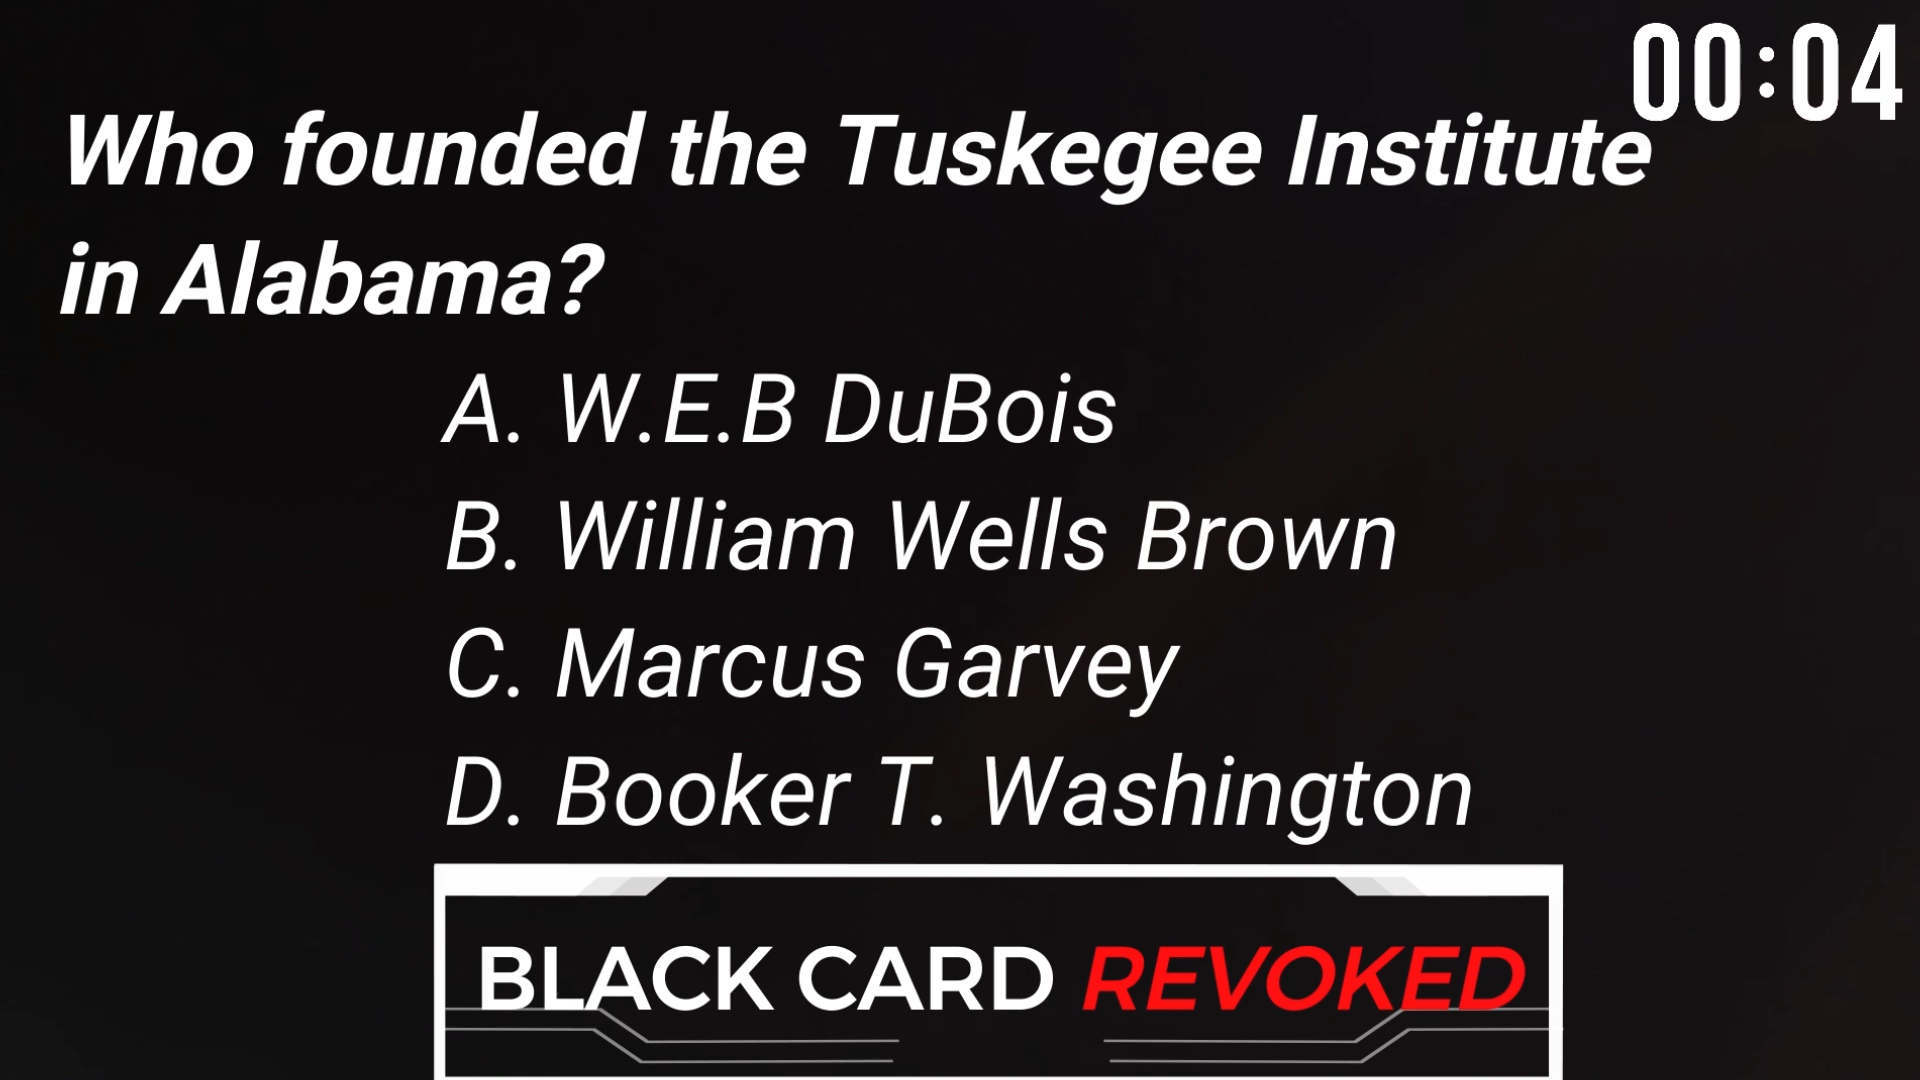 00:04
Who founded the Tuskegee Institute
in Alabama?
A. W.E.B DuBois
B. William Wells Brown
C. Marcus Garvey
D. Booker T. Washington
BLACK CARD REVOKED